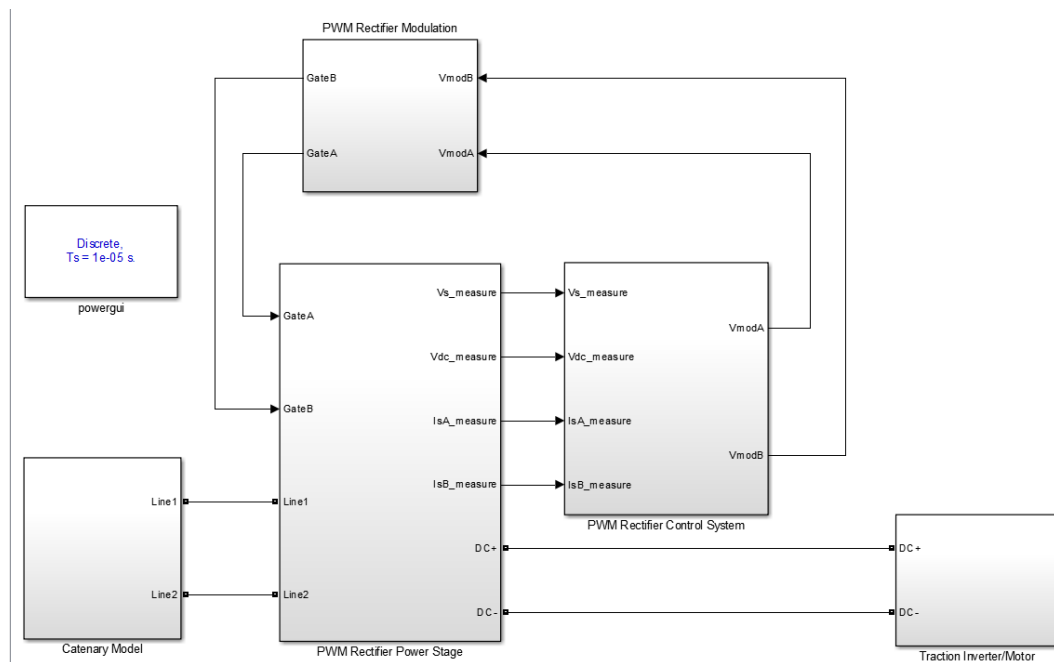 PWM Rectifier Modulation
GateB
VmodB
GateA
VmodA
Discrete,
Ts = 1e-05 s.
powergui
Vs_measure
Vs_measure
GateA
VmodA
Vdc_measure
Vdc_measure
GateB
IsA_measure
IsA_measure
VmodB
IsB_measure
IsB_measure
Line1
Line1
PWM Rectifier Control System
DC+
DC+
Line2
Line2
DC-
DC-
Catenary Model
PWM Rectifier Power Stage
Traction Inverter/Motor